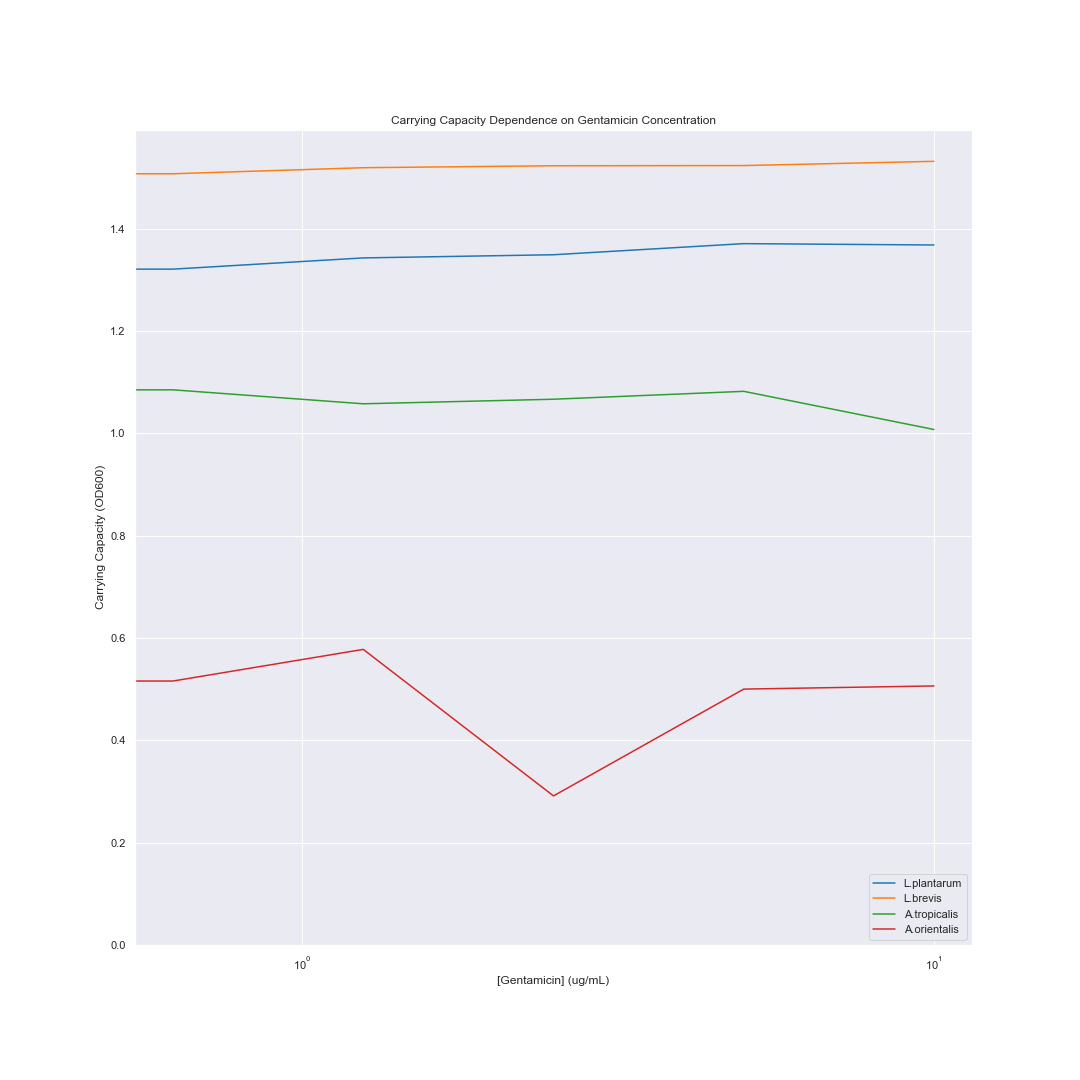 Carrying Capacity Dependence on Gentamicin Concentration
1.4
1.2
1.0
0.8
0.6
0.4
0.2
0.0
Carrying Capacity (OD600)
10⁰
10¹
[Gentamicin] (ug/mL)
L.plantarum
L.brevis
A.tropicalis
A.orientalis